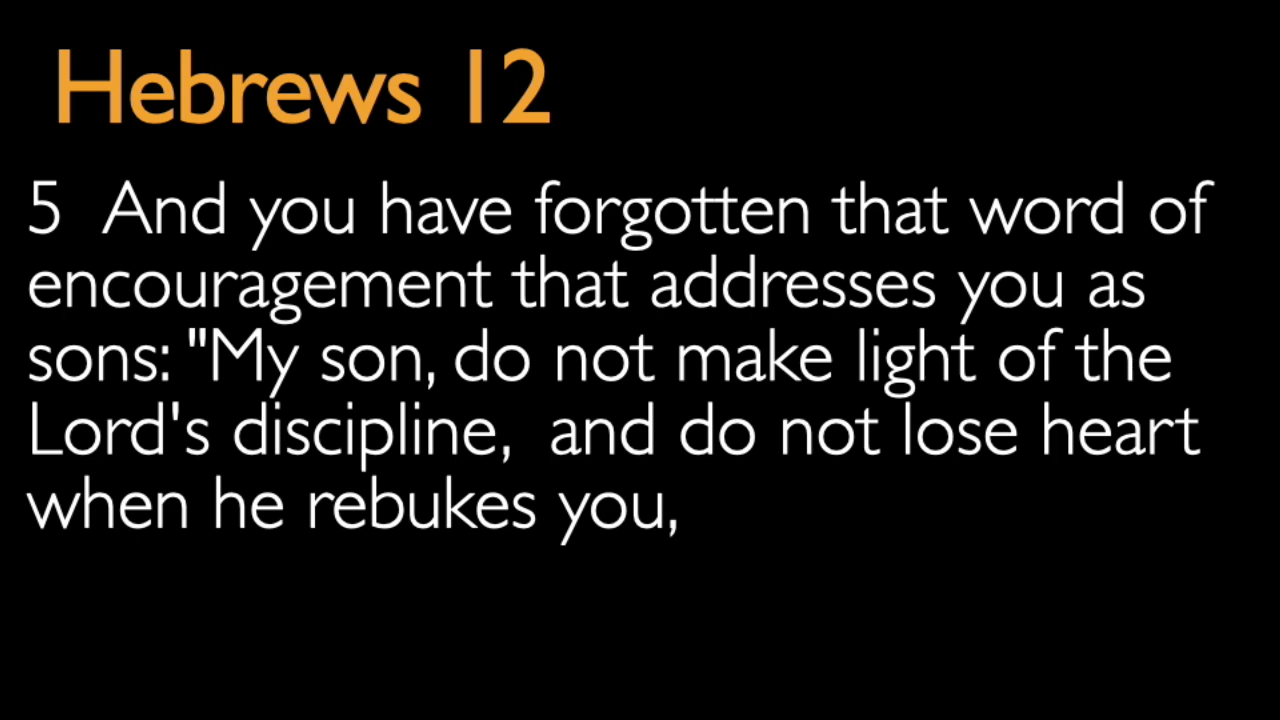 Hebrews 12
5  And you have forgotten that word of
encouragement that addresses you as
sons: "My son, do not make light of the
Lord's discipline,  and do not lose heart
when he rebukes you,